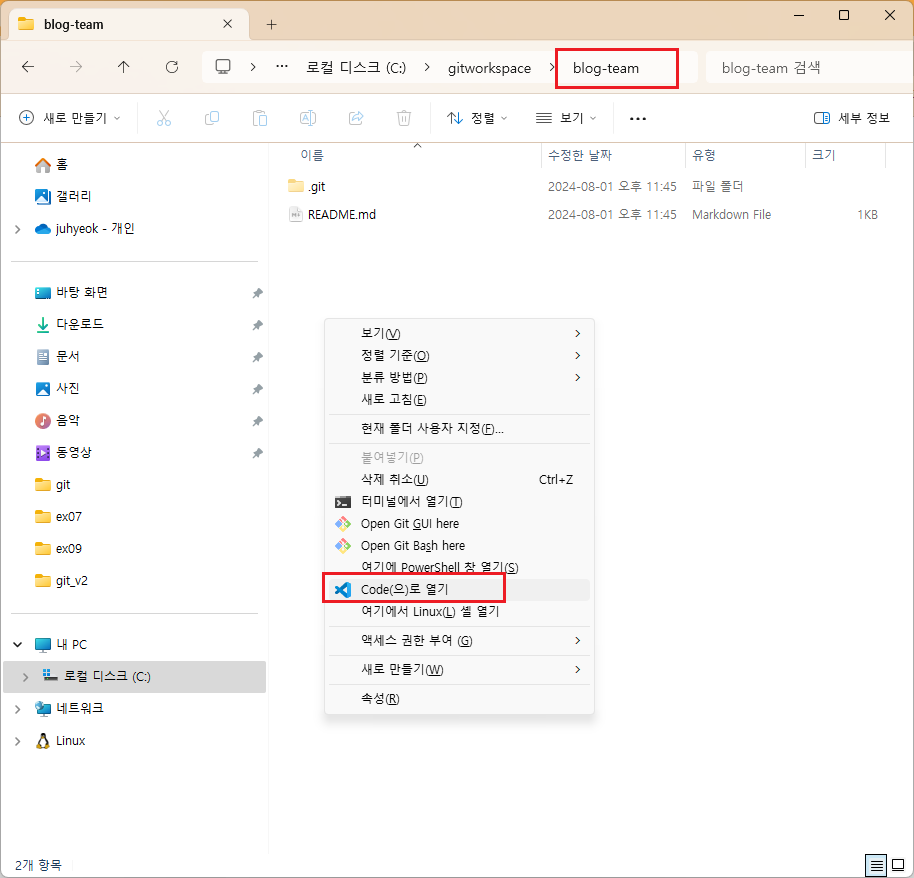 blog-team
로컬 디스크 (C:) gitworkspace blog-team blog-team 검색
새로 만들기 정렬 보기 세부 정보
이름 수정한 날짜 유형 크기
.git 2024-08-01 오후 11:45 파일 폴더
README.md 2024-08-01 오후 11:45 Markdown File 1KB
홈
갤러리
juhyeok - 개인
바탕 화면
다운로드
문서
사진
음악
동영상
git
ex07
ex09
git_v2
내 PC
로컬 디스크 (C:)
네트워크
Linux
보기(V)
정렬 기준(O)
분류 방법(P)
새로 고침(E)
현재 폴더 사용자 지정(F)...
붙여넣기(P)
삭제 취소(U) Ctrl+Z
터미널에서 열기(T)
Open Git GUI here
Open Git Bash here
여기에 PowerShell 창 열기(S)
Code(으)로 열기
여기에서 Linux(L) 셸 열기
액세스 권한 부여 (G)
새로 만들기(W)
속성(R)
2개 항목